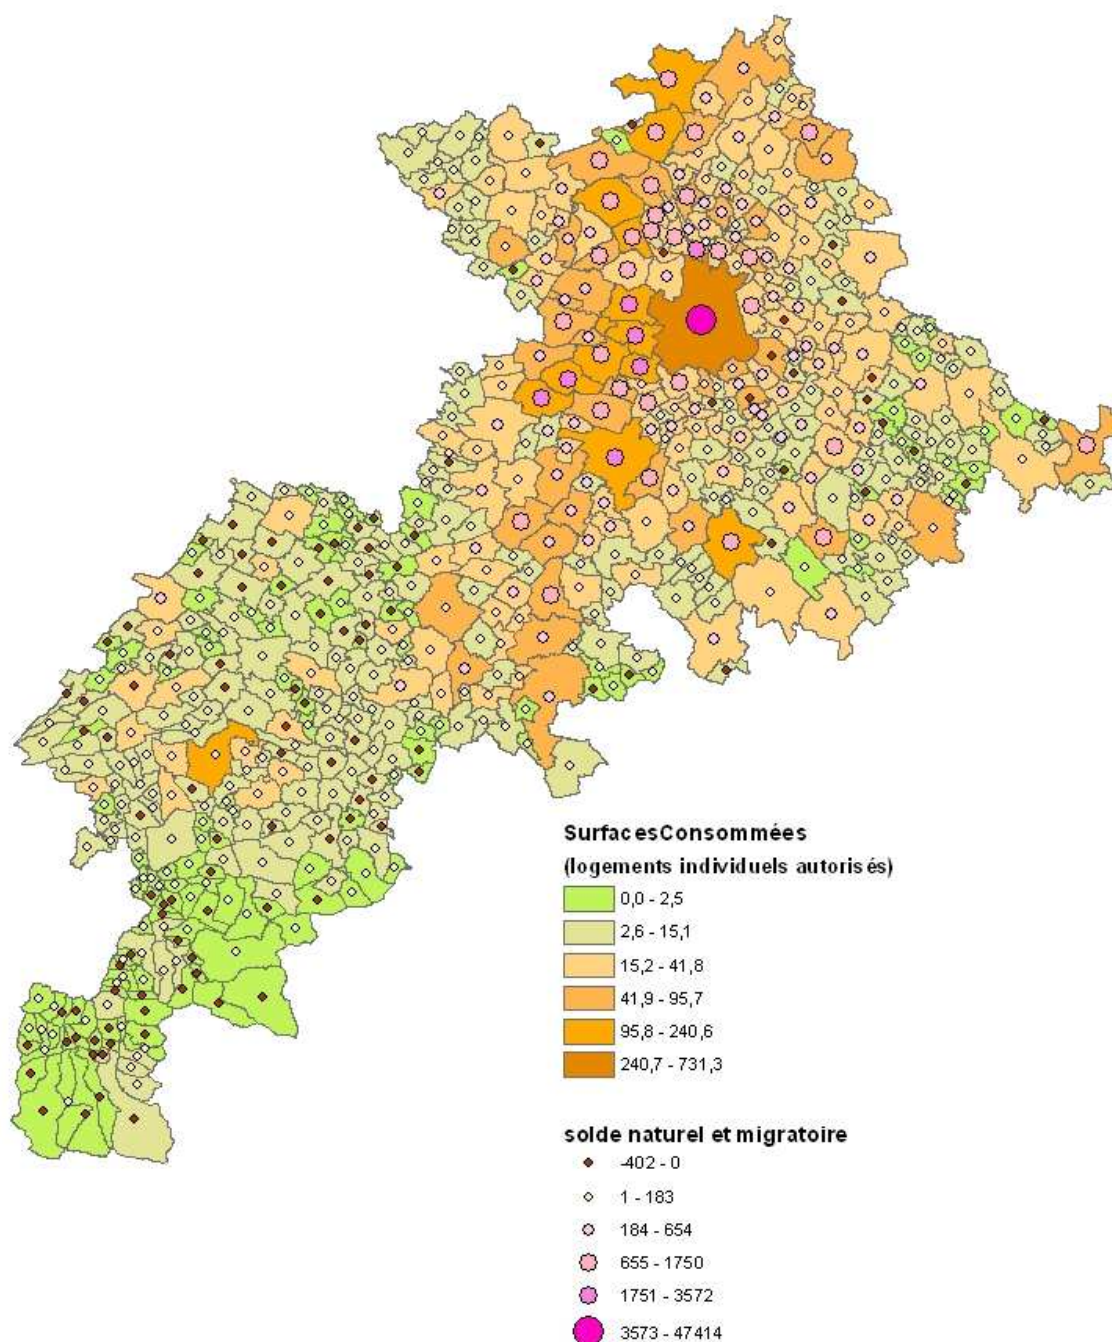 SurfacesConsommées
(logements individuels autorisés)
0,0 - 2,5
2,6 - 15,1
15,2 - 41,8
41,9 - 95,7
95,8 - 240,6
240,7 - 731,3
solde naturel et migratoire
-402 - 0
1 - 183
184 - 654
655 - 1750
1751 - 3572
3573 - 47414